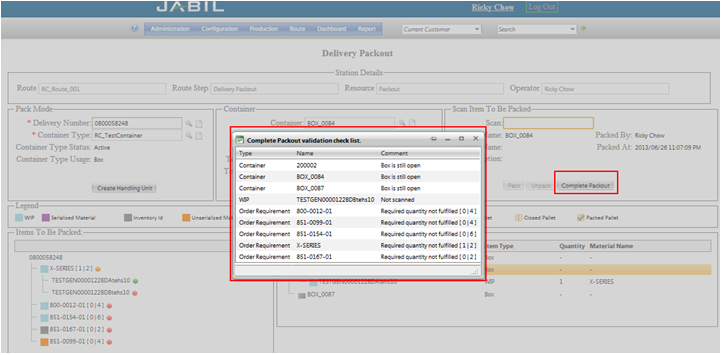 JABIL
Ricky Chow Log Out
Administration Configuration Production Route Dashboard Report Current Customer Search
Delivery Packout
Station Details
Route RC_Route_001 Route Step Delivery Packout Resource Packout Operator Ricky Chow
Pack Mode Container Scan Item To Be Packed
* Delivery Number 0800058248 Container: BOX_0084 Scan:
* Container Type: RC_TestContainer ame: BOX_0084 Packed By: Ricky Chow
Container Type Status: Active Packed At: 2013/06/26 11:07:09 PM
Container Type Usage: Box ption:
Create Handling Unit Pack Unpack Complete Packout
Complete Packout validation check list.
Type Name Comment
Container 200002 Box is still open
Container BOX_0084 Box is still open
Container BOX_0087 Box is still open
WIP TESTGEN00001228DBtehs10 Not scanned
Order Requirement 800-0012-01 Required quantity not fulfilled [ 0 | 4 ]
Order Requirement 851-0099-01 Required quantity not fulfilled [ 0 | 4 ]
Order Requirement 851-0154-01 Required quantity not fulfilled [ 0 | 6 ]
Order Requirement X-SERIES Required quantity not fulfilled [ 1 | 2 ]
Order Requirement 851-0167-01 Required quantity not fulfilled [ 0 | 2 ]
Legend
WIP Serialised Material Inventory Id Unserialised Materia let Closed Pallet Packed Pallet
Items To Be Packed:
0800058248
X-SERIES [ 1 | 2 ]
TESTGEN00001228DAtehs10
TESTGEN00001228DBtehs10
800-0012-01 [ 0 | 4 ]
851-0154-01 [ 0 | 6 ]
851-0167-01 [ 0 | 2 ]
851-0099-01 [ 0 | 4 ]
Item Type Quantity Material Name
Box - -
Box - -
TESTGEN00001228DAtehs10 WIP 1 X-SERIES
BOX_0087 Box - -